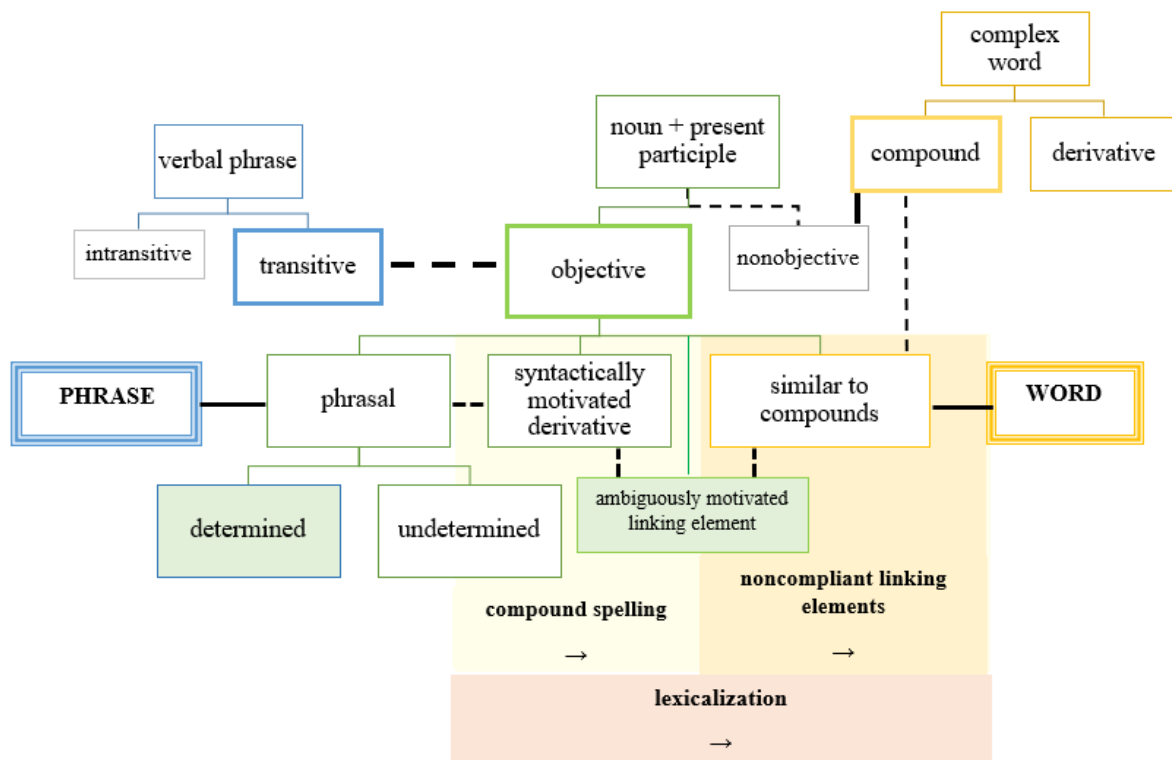 complex
word
noun + present
participle
verbal phrase
compound
derivative
intransitive
transitive
objective
nonobjective
PHRASE
phrasal
syntactically
motivated
derivative
similar to
compounds
WORD
determined
undetermined
ambiguously motivated
linking element
compound spelling
→
noncompliant linking
elements
→
lexicalization
→